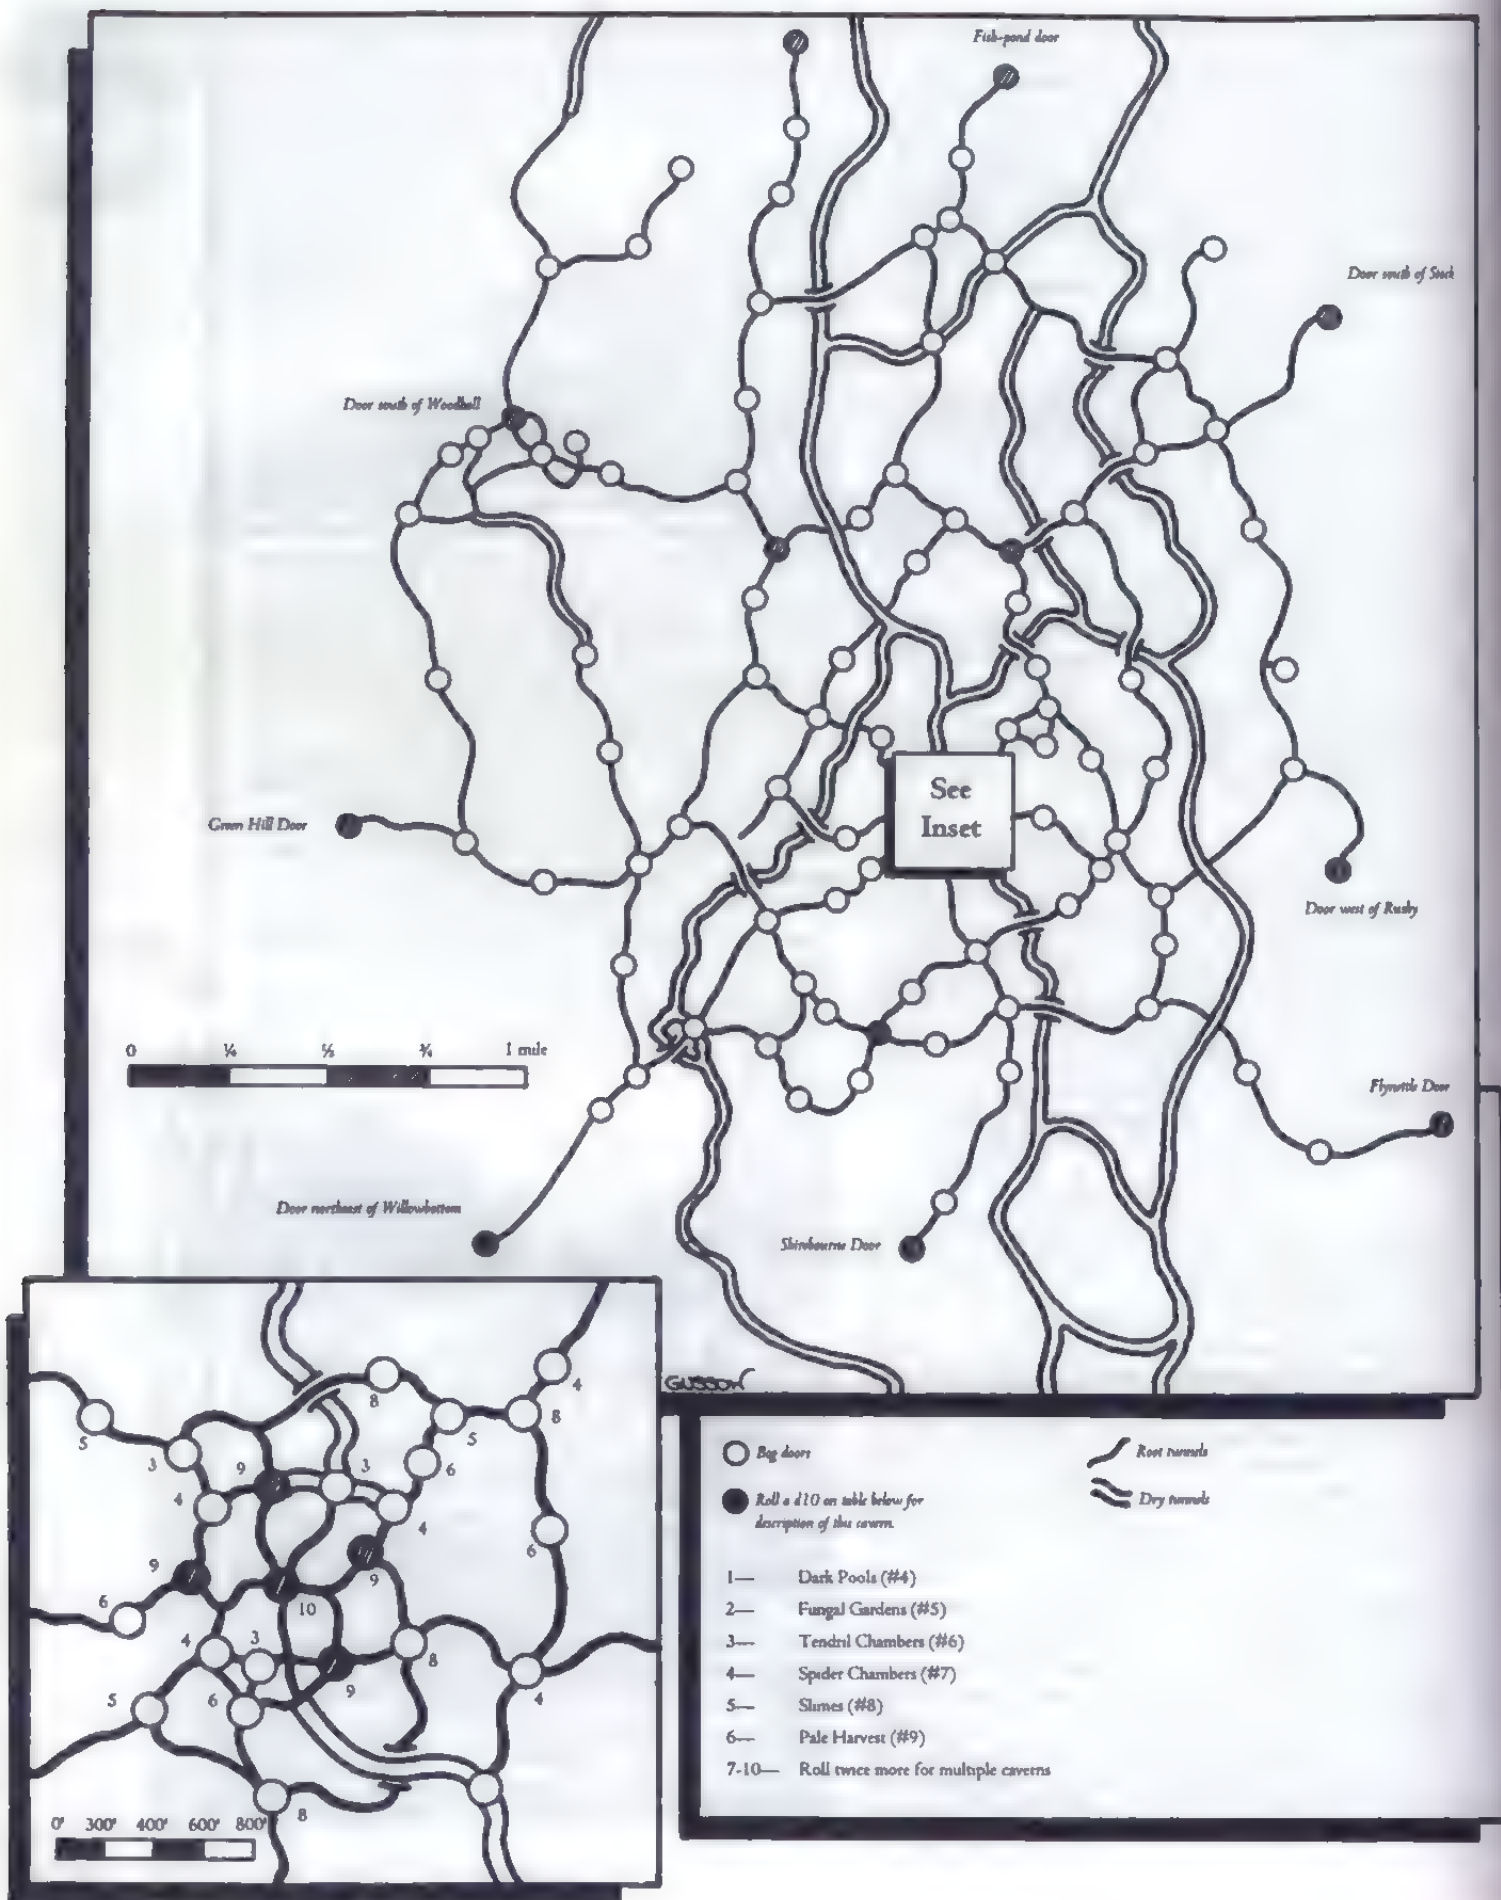 Fish-pond door
Door south of Stock
Door south of Woodhall
See
Inset
Green Hill Door
Door west of Rushy
0 ¼ ½ ¾ 1 mile
Flynettle Door
Door northeast of Willowbottom
Shirebourne Door
GUSSON
8
4
8
5
5
3
9
3
6
4
4
9
9
6
6
10
4
3
8
9
4
5
6
8
0' 300' 400' 600' 800'
Bog doors
Root tunnels
Roll a d10 on table below for
description of this cavern.
Dry tunnels
1— Dark Pools (#4)
2— Fungal Gardens (#5)
3— Tendril Chambers (#6)
4— Spider Chambers (#7)
5— Slimes (#8)
6— Pale Harvest (#9)
7-10— Roll twice more for multiple caverns